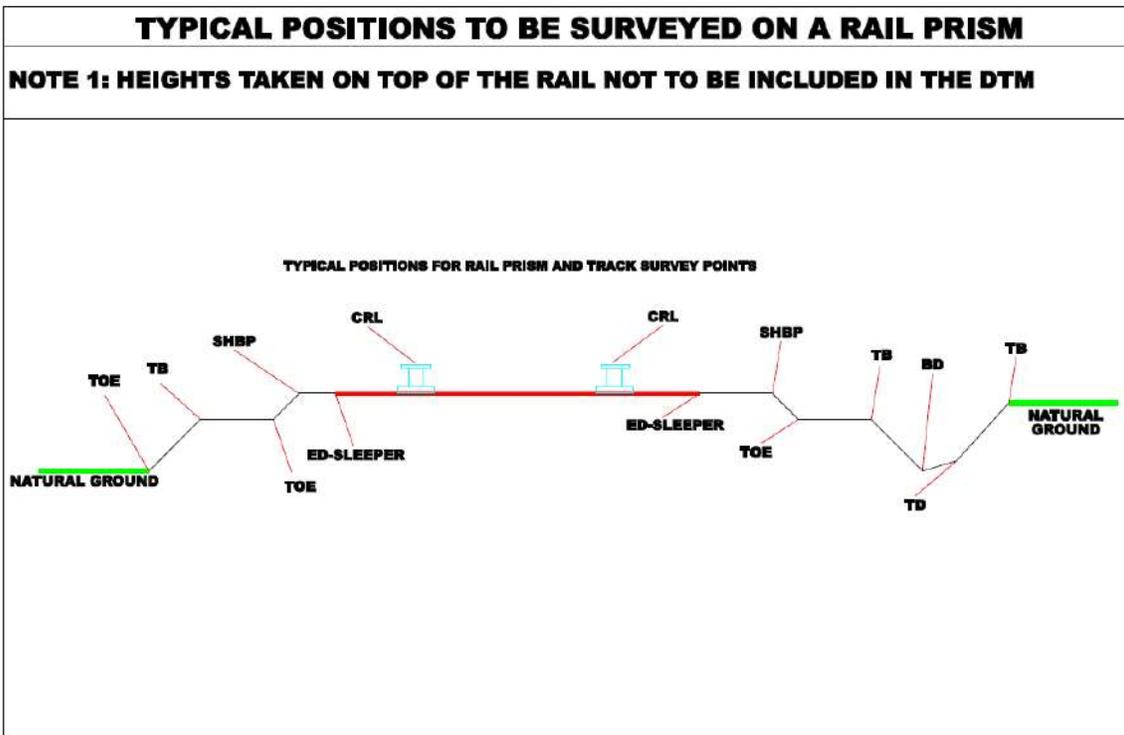 TYPICAL POSITIONS TO BE SURVEYED ON A RAIL PRISM
NOTE 1: HEIGHTS TAKEN ON TOP OF THE RAIL NOT TO BE INCLUDED IN THE DTM
TYPICAL POSITIONS FOR RAIL PRISM AND TRACK SURVEY POINTS
CRL
CRL
SHBP
SHBP
TB
TB
TB
BD
TOE
NATURAL
GROUND
ED-SLEEPER
ED-SLEEPER
TOE
NATURAL GROUND
TOE
TD